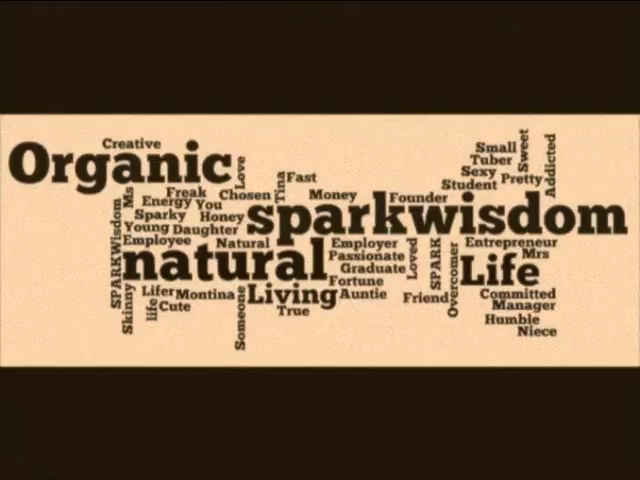 Creative
Organic
Love
Tina
Fast
Small
Sweet
Addicted
Tuber
Sexy
Student
Pretty
Ms
Freak
Chosen
Money
Founder
Energy
You
Sparky
Honey
sparkwisdom
Young
Daughter
SPARKWisdom
Employee
Natural
Employer
Loved
SPARK
Overcomer
Entrepreneur
Mrs
natural
Passionate
Graduate
Life
Fortune
Skinny
Lifer
life
Montina
Cute
Someone
Living
Auntie
Friend
Committed
Manager
True
Humble
Niece